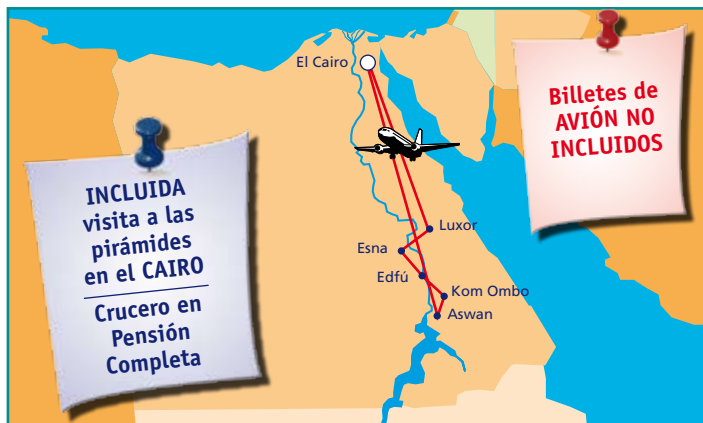 El Cairo
Billetes de
AVIÓN NO
INCLUIDOS
INCLUIDA
visita a las
pirámides
en el CAIRO
Crucero en
Pensión
Completa
Luxor
Esna
Edfú
Kom Ombo
Aswan